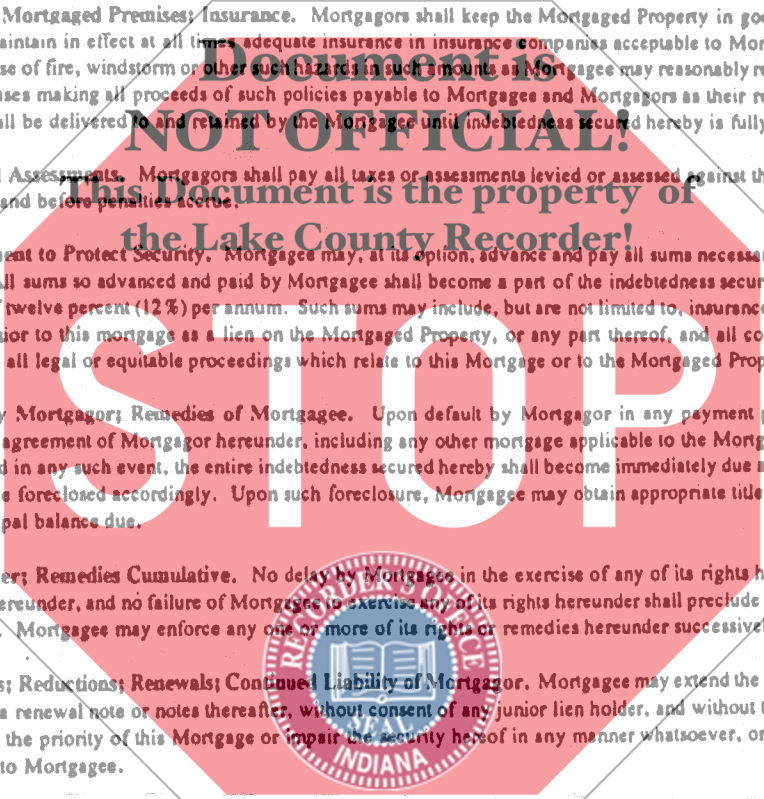 Mortgaged Premises; Insurance. Mortgagors shall keep the Mortgaged Property in goo
aintain in effect at all times adequate insurance in insurance companies acceptable to Mor
Document is
se of fire, windstorm or other such hazards in such amounts as Mortgagee may reasonably r
ses making all proceeds of such policies payable to Mortgagee and Mortgagors as their r
NOT OFFICIAL!
ll be delivered to and retained by the Mortgagee until indebtedness secured hereby is fully
Assessments. Mortgagors shall pay all taxes or assessments levied or assessed against th
This Document is the property of
and before penalties accrue.
the Lake County Recorder!
ent to Protect Security. Mortgagee may, at its option, advance and pay all sums necessa
All sums so advanced and paid by Mortgagee shall become a part of the indebtedness secur
twelve percent (12%) per annum. Such sums may include, but are not limited to, insurance
ior to this mortgage as a lien on the Mortgaged Property, or any part thereof, and all co
all legal or equitable proceedings which relate to this Mortgage or to the Mortgaged Prop
STOP
y Mortgagor; Remedies of Mortgagee. Upon default by Mortgagor in any payment p
agreement of Mortgagor hereunder, including any other mortgage applicable to the Mortg
d in any such event, the entire indebtedness secured hereby shall become immediately due a
e foreclosed accordingly. Upon such foreclosure, Mortgagee may obtain appropriate title
pal balance due.
er; Remedies Cumulative. No delay by Mortgagee in the exercise of any of its rights h
ereunder, and no failure of Mortgagee to exercise any of its rights hereunder shall preclude
. Mortgagee may enforce any one or more of its rights or remedies hereunder successivel
RECORDER'S OFFICE
s; Reductions; Renewals; Continued Liability of Mortgagor. Mortgagee may extend the
a renewal note or notes thereafter, without consent of any junior lien holder, and without t
SEAL
the priority of this Mortgage or impair the security hereof in any manner whatsoever, or
INDIANA
to Mortgagee.